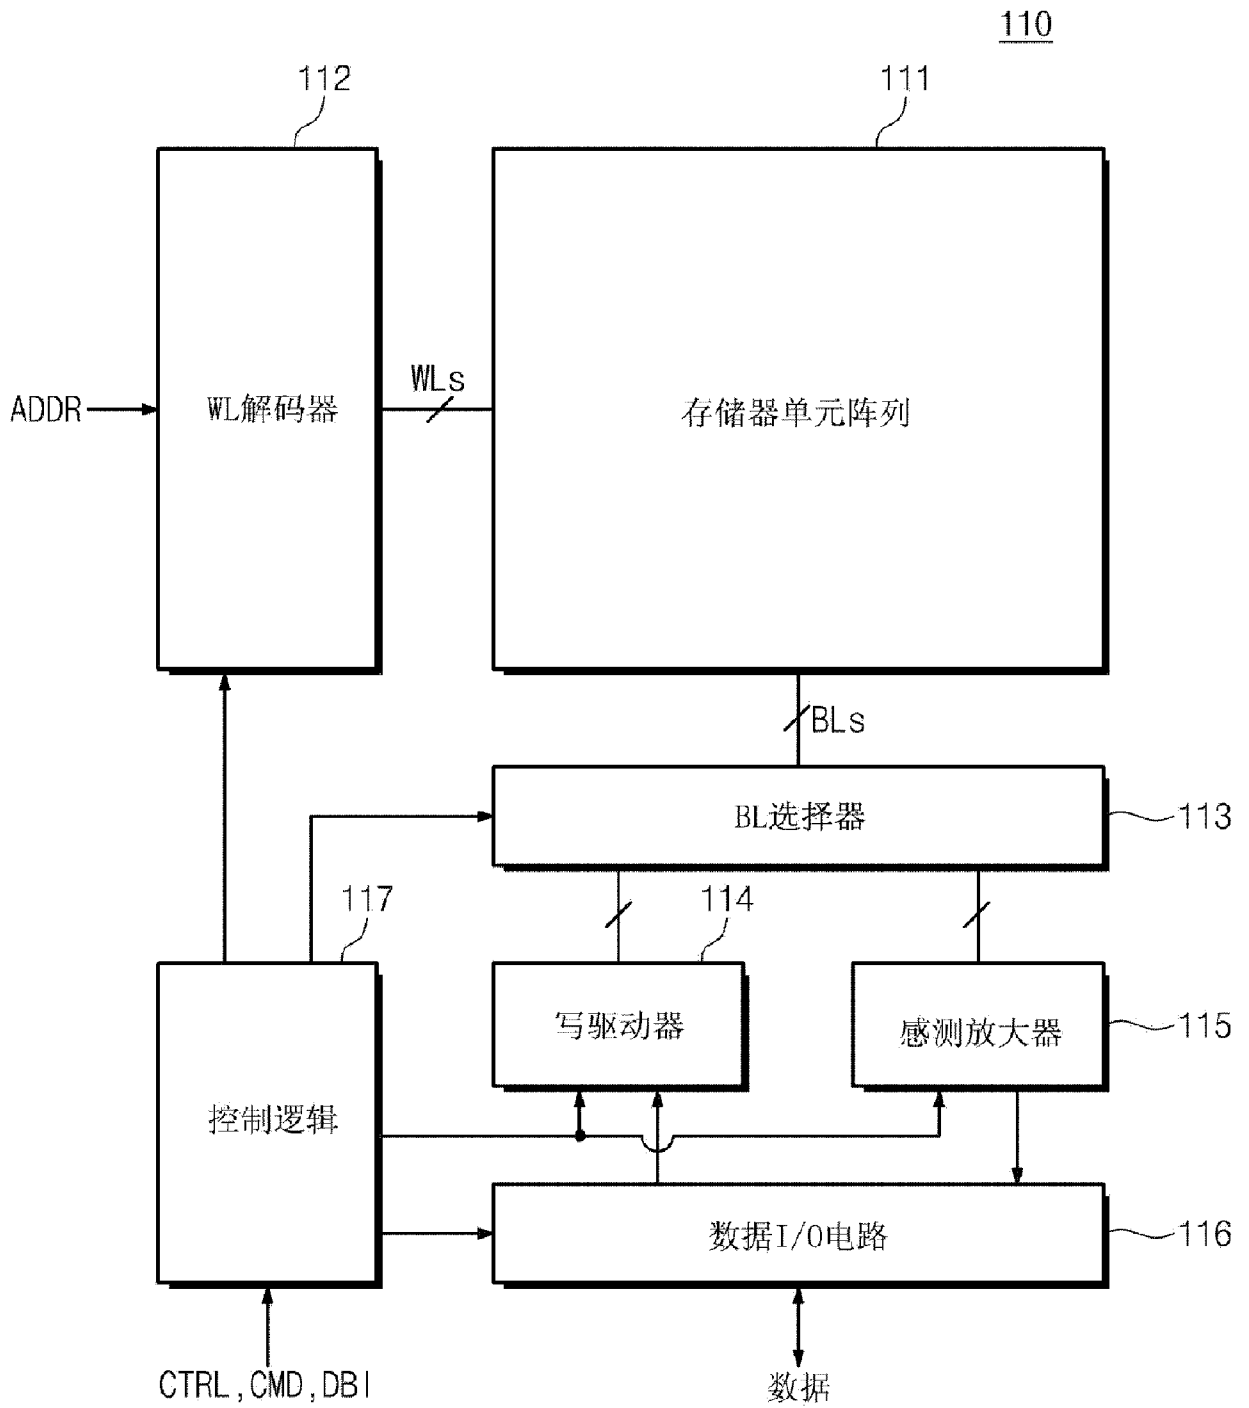 110
112
111
ADDR
WL解码器
WLs
存储器单元阵列
BLs
BL选择器
113
117
114
写驱动器
感测放大器
115
控制逻辑
数据I/O电路
116
CTRL,CMD,DBI
数据